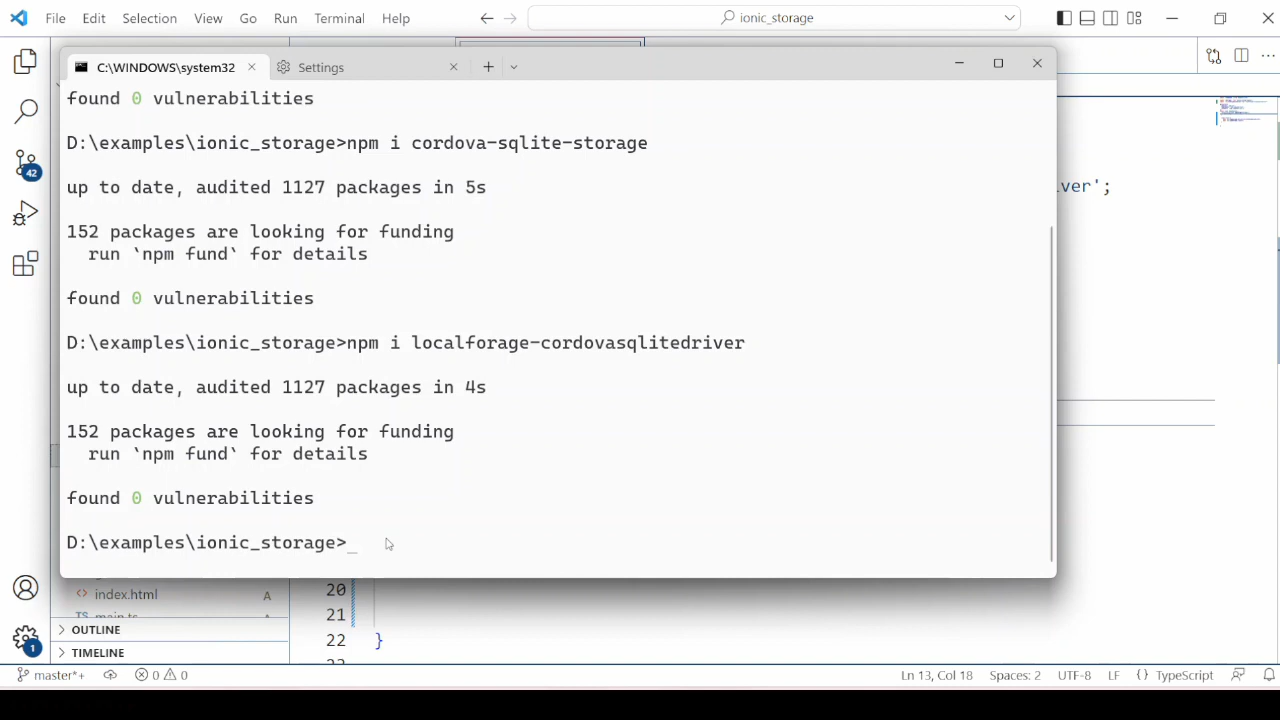 File Edit Selection View Go Run Terminal Help ionic_storage
C:\WINDOWS\system32 Settings
found 0 vulnerabilities
D:\examples\ionic_storage>npm i cordova-sqlite-storage
up to date, audited 1127 packages in 5s
iver';
152 packages are looking for funding
run `npm fund` for details
found 0 vulnerabilities
D:\examples\ionic_storage>npm i localforage-cordovasqlitedriver
up to date, audited 1127 packages in 4s
152 packages are looking for funding
run `npm fund` for details
found 0 vulnerabilities
D:\examples\ionic_storage>_
42
index.html A
20
main.ts
21
OUTLINE
22 }
1
TIMELINE
master*+ 0 0 Ln 13, Col 18 Spaces: 2 UTF-8 LF {} TypeScript